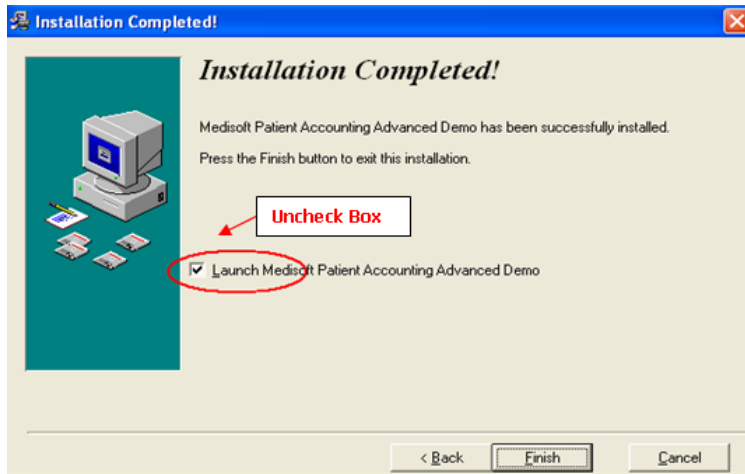 Installation Completed!
Installation Completed!
Medisoft Patient Accounting Advanced Demo has been successfully installed.
Press the Finish button to exit this installation.
Uncheck Box
Launch Medisoft Patient Accounting Advanced Demo
< Back
Finish
Cancel